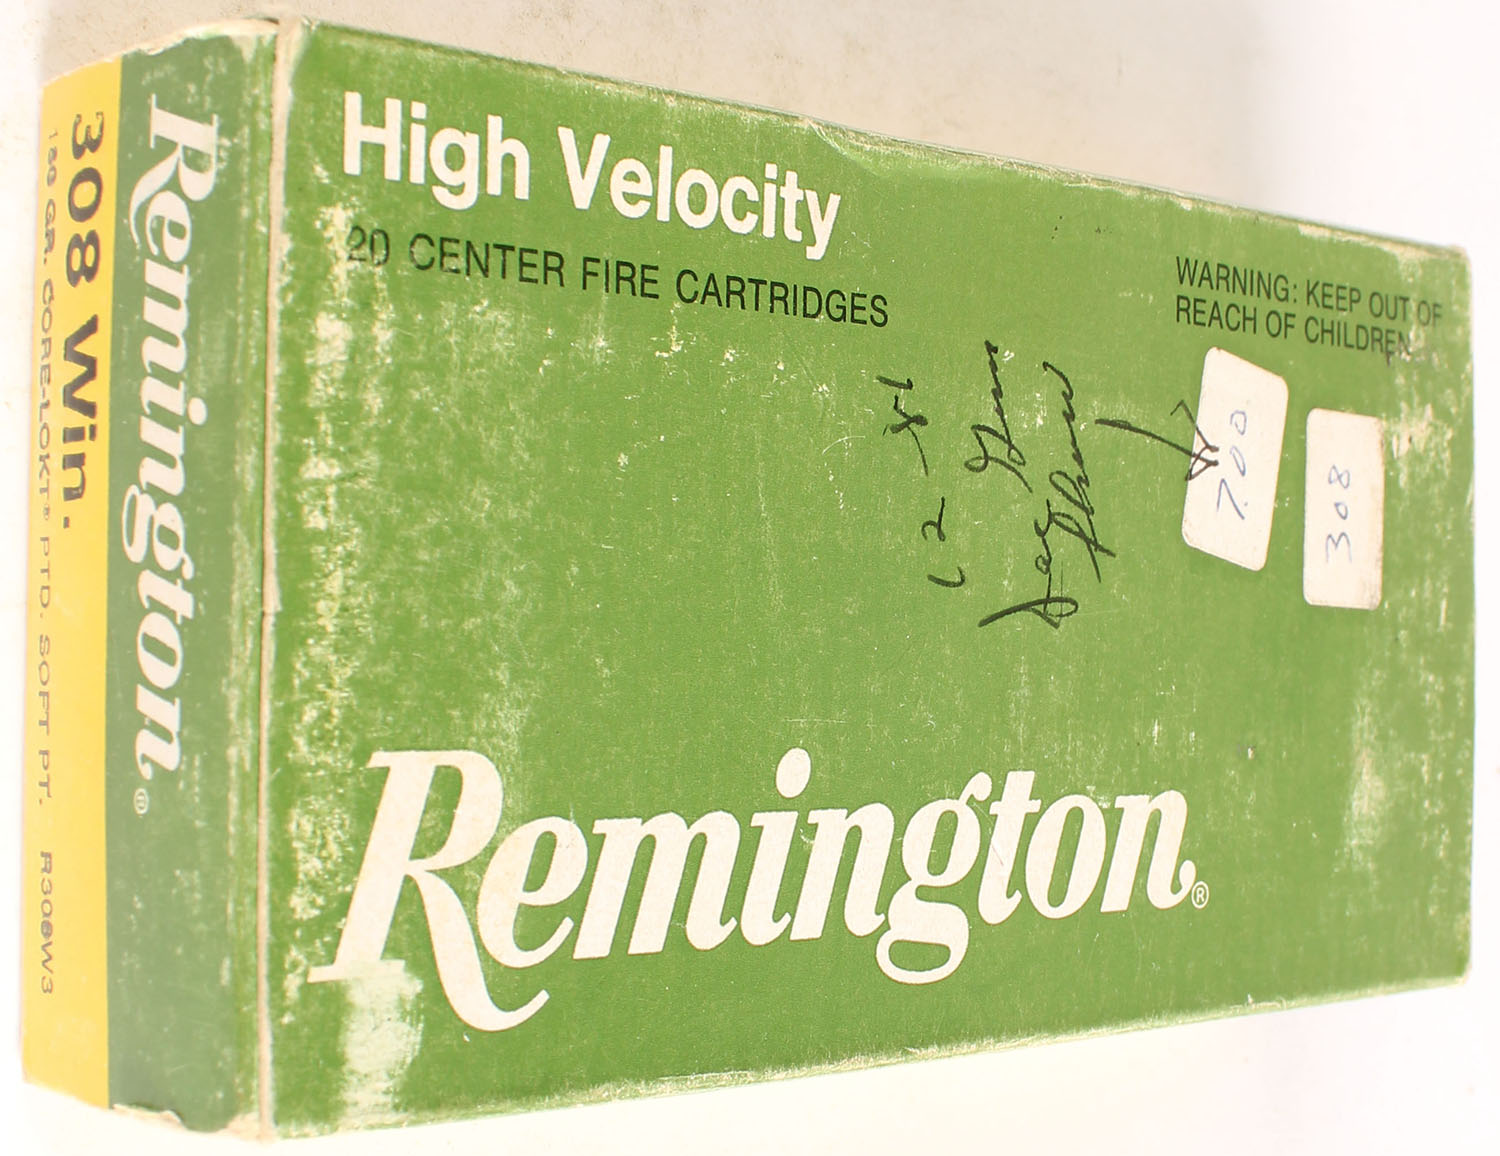 High Velocity
20 CENTER FIRE CARTRIDGES
WARNING: KEEP OUT OF
REACH OF CHILDREN
7.00
308
Remington®
Remington®
308 Win.
180 GR. CORE-LOKT® PTD. SOFT PT. R308W3